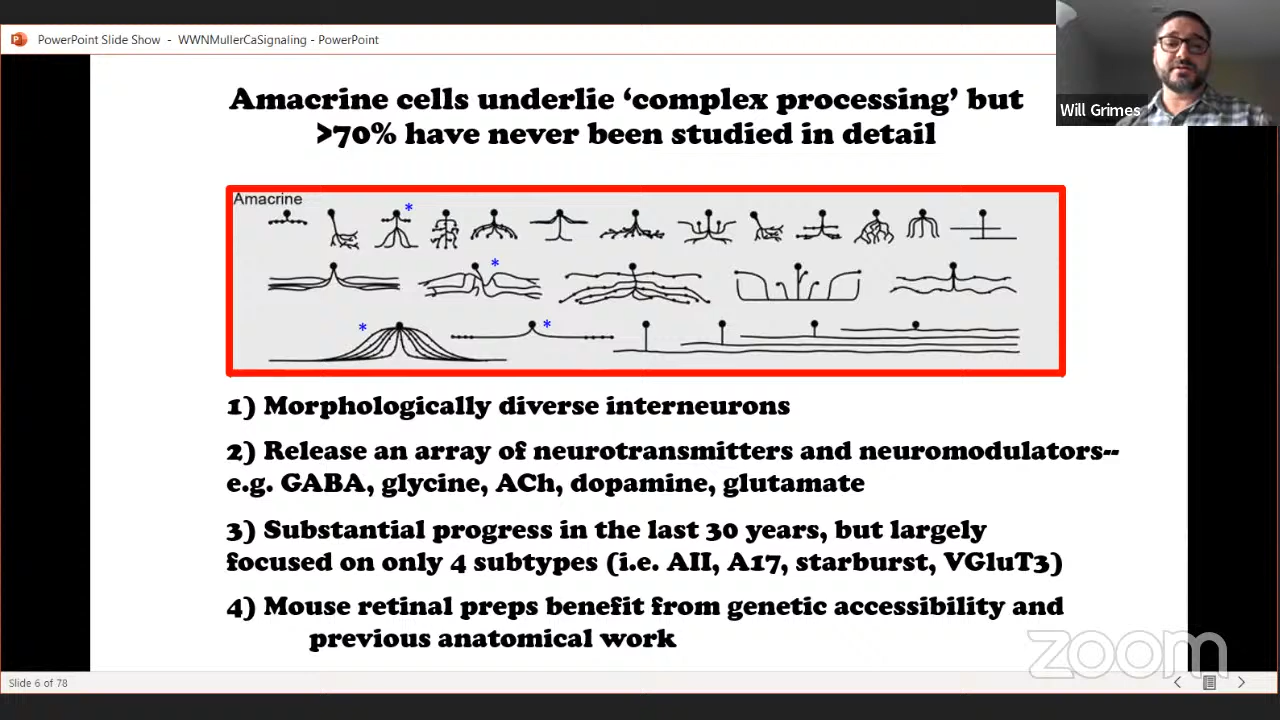 PowerPoint Slide Show - WWNMullerCaSignaling - PowerPoint
Will Grimes
Amacrine cells underlie ‘complex processing’ but
>70% have never been studied in detail
Amacrine
*
*
*
*
1) Morphologically diverse interneurons
2) Release an array of neurotransmitters and neuromodulators--
e.g. GABA, glycine, ACh, dopamine, glutamate
3) Substantial progress in the last 30 years, but largely
focused on only 4 subtypes (i.e. AII, A17, starburst, VGluT3)
4) Mouse retinal preps benefit from genetic accessibility and
previous anatomical work
zoom
Slide 6 of 78